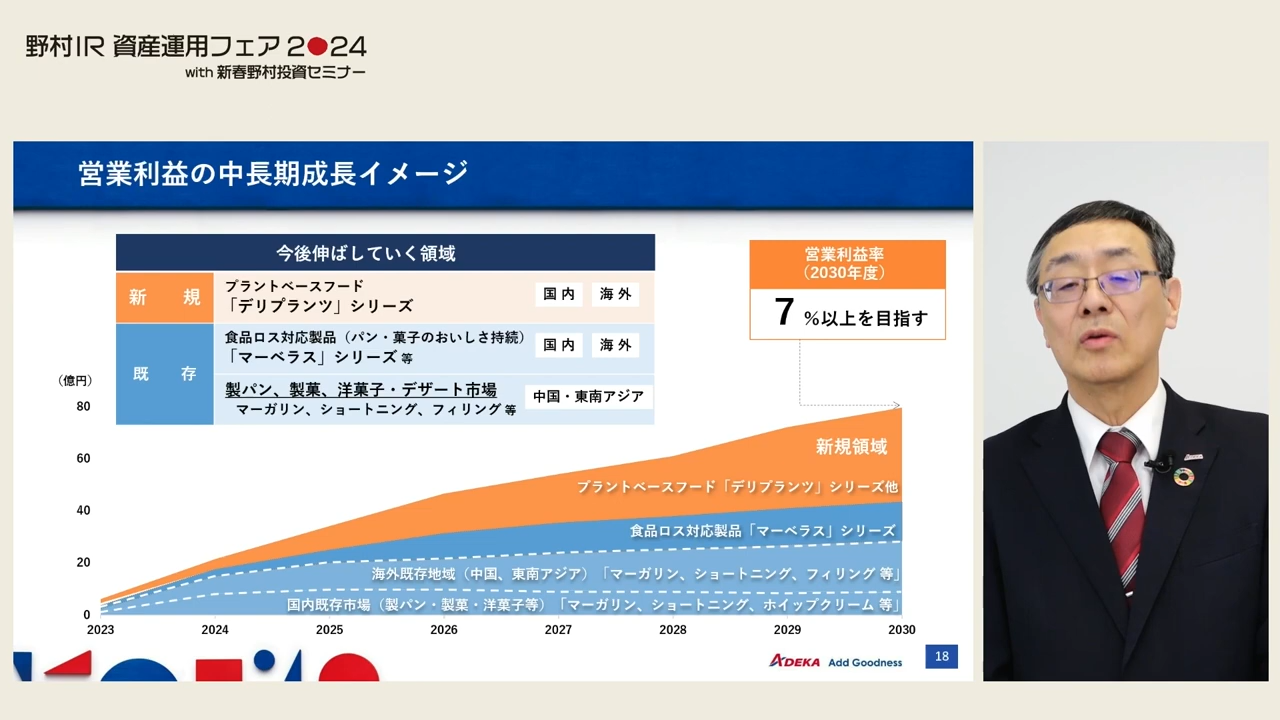 野村IR 資産運用フェア 2024
with 新春野村投資セミナー
営業利益の中長期成長イメージ
今後伸ばしていく領域
新 規
プラントベースフード
「デリプランツ」シリーズ
国 内
海 外
既 存
食品ロス対応製品（パン・菓子のおいしさ持続）
「マーベラス」シリーズ 等
国 内
海 外
製パン、製菓、洋菓子・デザート市場
マーガリン、ショートニング、フィリング 等
中国・東南アジア
営業利益率
（2030年度）
7 %以上を目指す
（億円）
80
60
40
20
0
新規領域
プラントベースフード「デリプランツ」シリーズ他
食品ロス対応製品「マーベラス」シリーズ
海外既存地域（中国、東南アジア）「マーガリン、ショートニング、フィリング 等」
国内既存市場（製パン・製菓・洋菓子等）「マーガリン、ショートニング、ホイップクリーム 等」
2023 2024 2025 2026 2027 2028 2029 2030
ADEKA Add Goodness
18